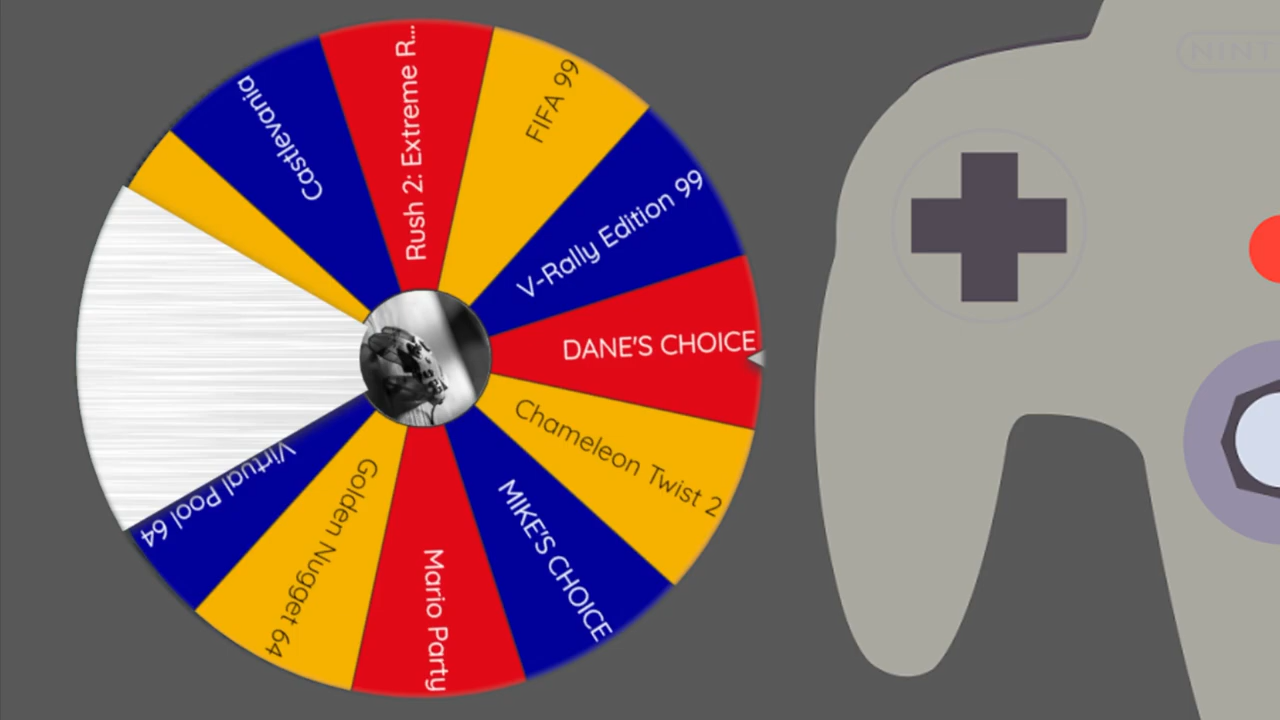 Castlevania
Rush 2: Extreme R...
FIFA 99
V-Rally Edition 99
DANE'S CHOICE
Chameleon Twist 2
MIKE'S CHOICE
Mario Party
Golden Nugget 64
Virtual Pool 64
NINT